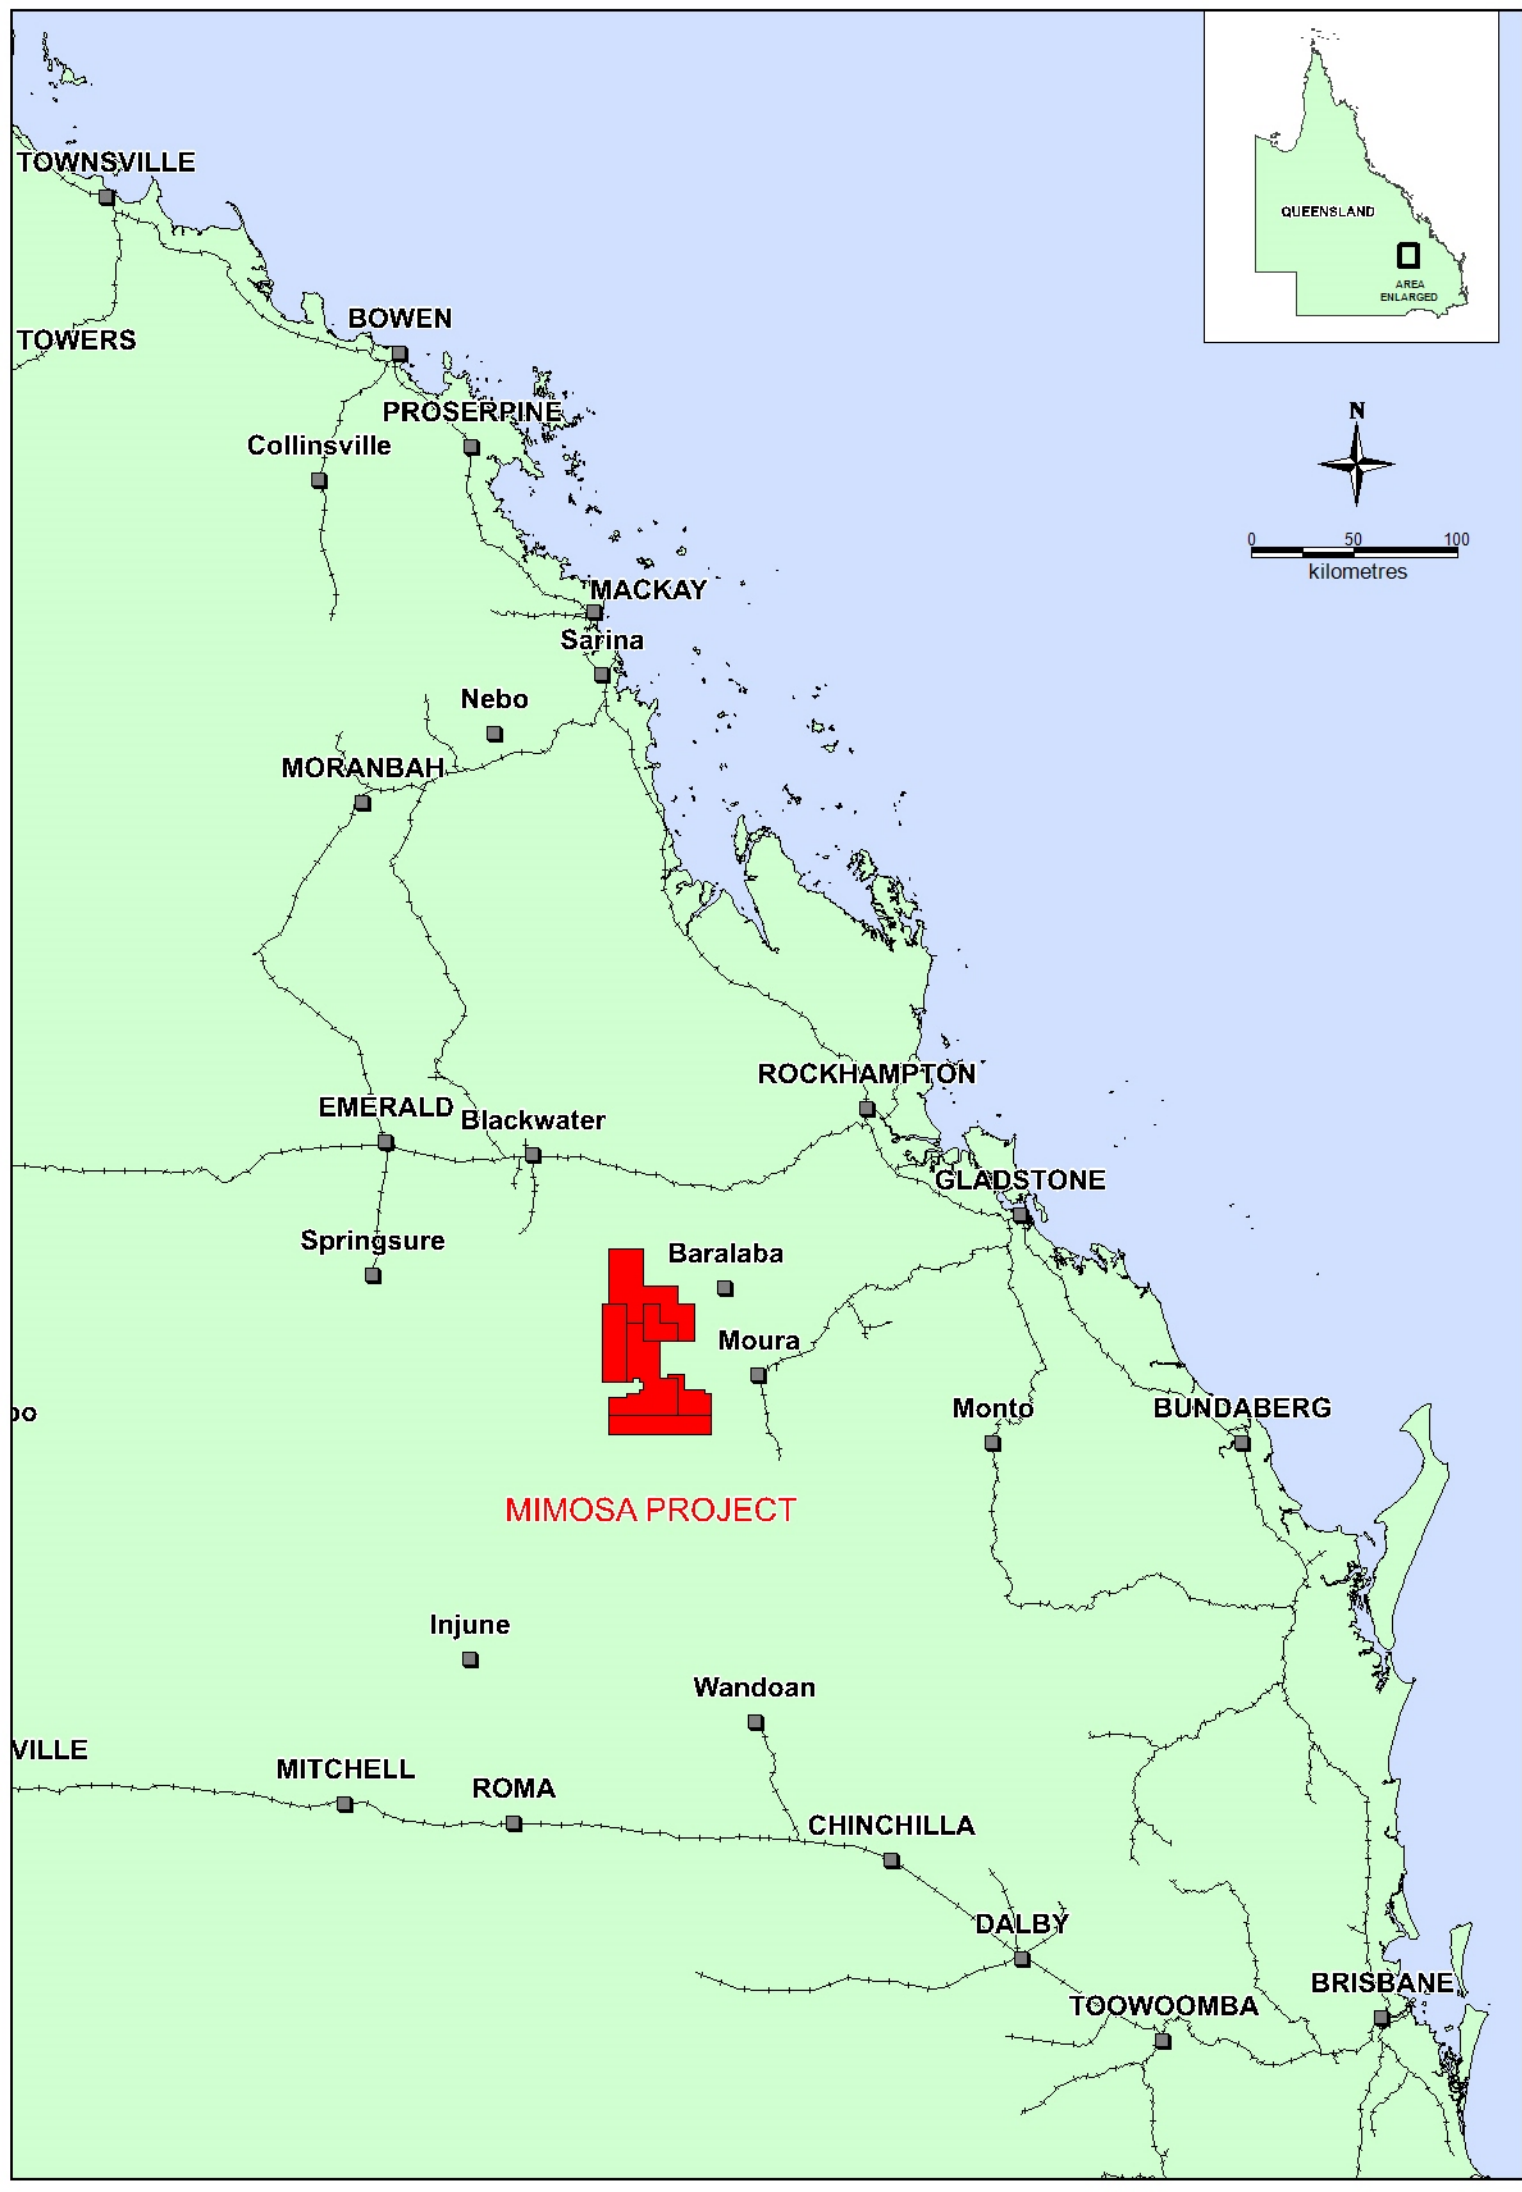 TOWNSVILLE
QUEENSLAND
AREA
ENLARGED
BOWEN
TOWERS
N
PROSERPINE
Collinsville
0 50 100
kilometres
MACKAY
Sarina
Nebo
MORANBAH
ROCKHAMPTON
EMERALD
Blackwater
GLADSTONE
Springsure
Baralaba
Moura
Monto
BUNDABERG
oo
MIMOSA PROJECT
Injune
Wandoan
VILLE
MITCHELL
ROMA
CHINCHILLA
DALBY
BRISBANE
TOOWOOMBA